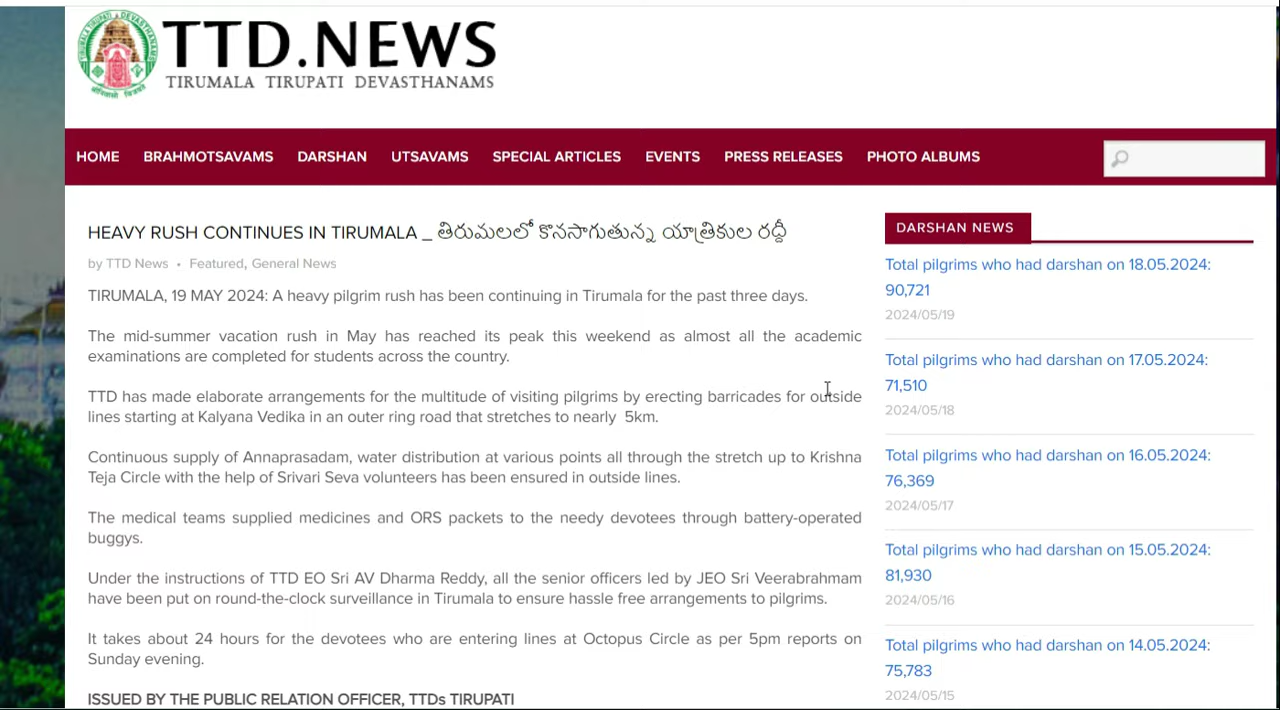 TTD.NEWS
TIRUMALA TIRUPATI DEVASTHANAMS
HOME BRAHMOTSAVAMS DARSHAN UTSAVAMS SPECIAL ARTICLES EVENTS PRESS RELEASES PHOTO ALBUMS
HEAVY RUSH CONTINUES IN TIRUMALA _ తిరుమలలో కొనసాగుతున్న యాత్రికుల రద్దీ
by TTD News • Featured, General News
TIRUMALA, 19 MAY 2024: A heavy pilgrim rush has been continuing in Tirumala for the past three days.
The mid-summer vacation rush in May has reached its peak this weekend as almost all the academic
examinations are completed for students across the country.
TTD has made elaborate arrangements for the multitude of visiting pilgrims by erecting barricades for outside
lines starting at Kalyana Vedika in an outer ring road that stretches to nearly 5km.
Continuous supply of Annaprasadam, water distribution at various points all through the stretch up to Krishna
Teja Circle with the help of Srivari Seva volunteers has been ensured in outside lines.
The medical teams supplied medicines and ORS packets to the needy devotees through battery-operated
buggys.
Under the instructions of TTD EO Sri AV Dharma Reddy, all the senior officers led by JEO Sri Veerabrahmam
have been put on round-the-clock surveillance in Tirumala to ensure hassle free arrangements to pilgrims.
It takes about 24 hours for the devotees who are entering lines at Octopus Circle as per 5pm reports on
Sunday evening.
ISSUED BY THE PUBLIC RELATION OFFICER, TTDs TIRUPATI
DARSHAN NEWS
Total pilgrims who had darshan on 18.05.2024:
90,721
2024/05/19
Total pilgrims who had darshan on 17.05.2024:
71,510
2024/05/18
Total pilgrims who had darshan on 16.05.2024:
76,369
2024/05/17
Total pilgrims who had darshan on 15.05.2024:
81,930
2024/05/16
Total pilgrims who had darshan on 14.05.2024:
75,783
2024/05/15